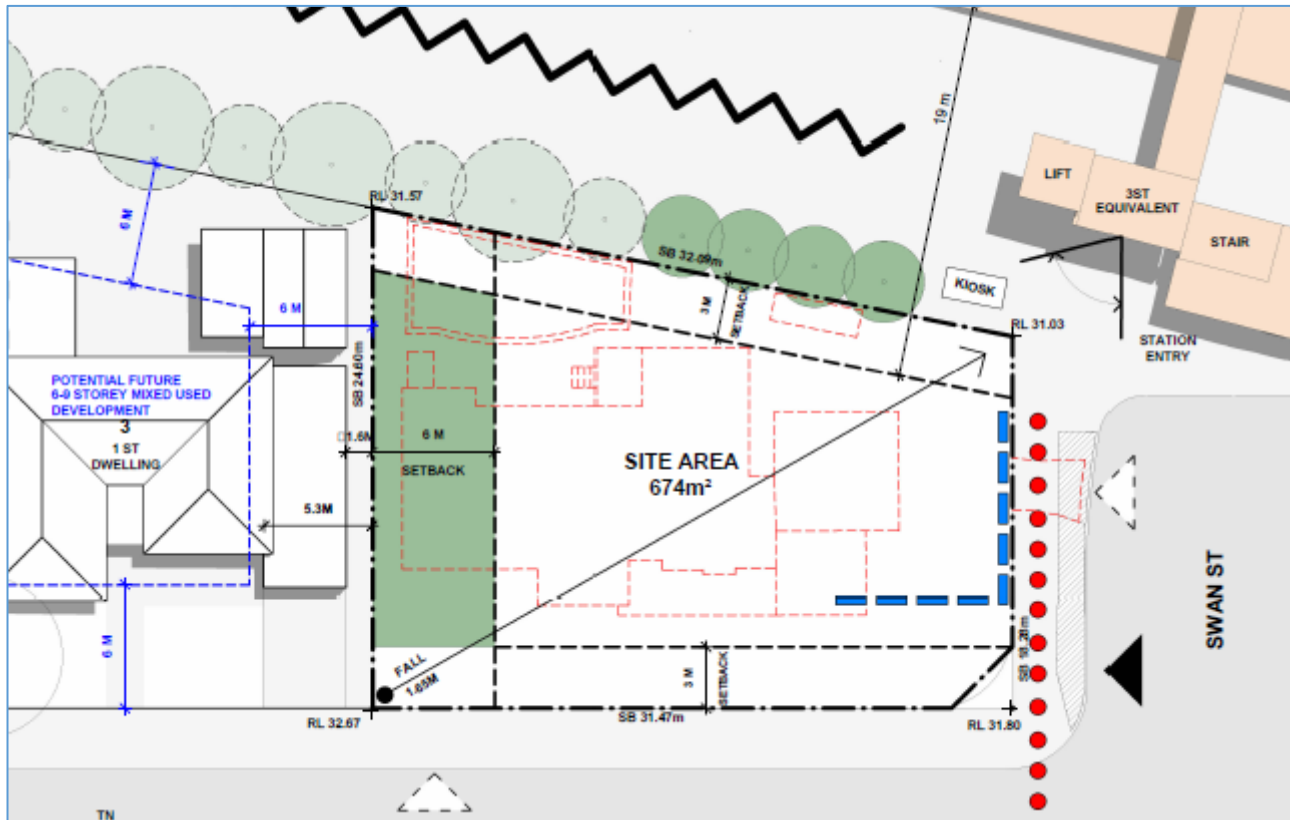 19 m
LIFT
3ST
EQUIVALENT
STAIR
RL 31.57
6 M
SB 32.09m
KIOSK
3 M
SETBACK
6 M
RL 31.03
STATION
ENTRY
SB 24.60m
POTENTIAL FUTURE
6-9 STOREY MIXED USED
DEVELOPMENT
3
1 ST
DWELLING
6 M
SETBACK
SITE AREA
674m²
5.3M
SWAN ST
6 M
FALL
1.65M
3 M
SETBACK
SB 18.28m
RL 32.67
SB 31.47m
RL 31.80
TN